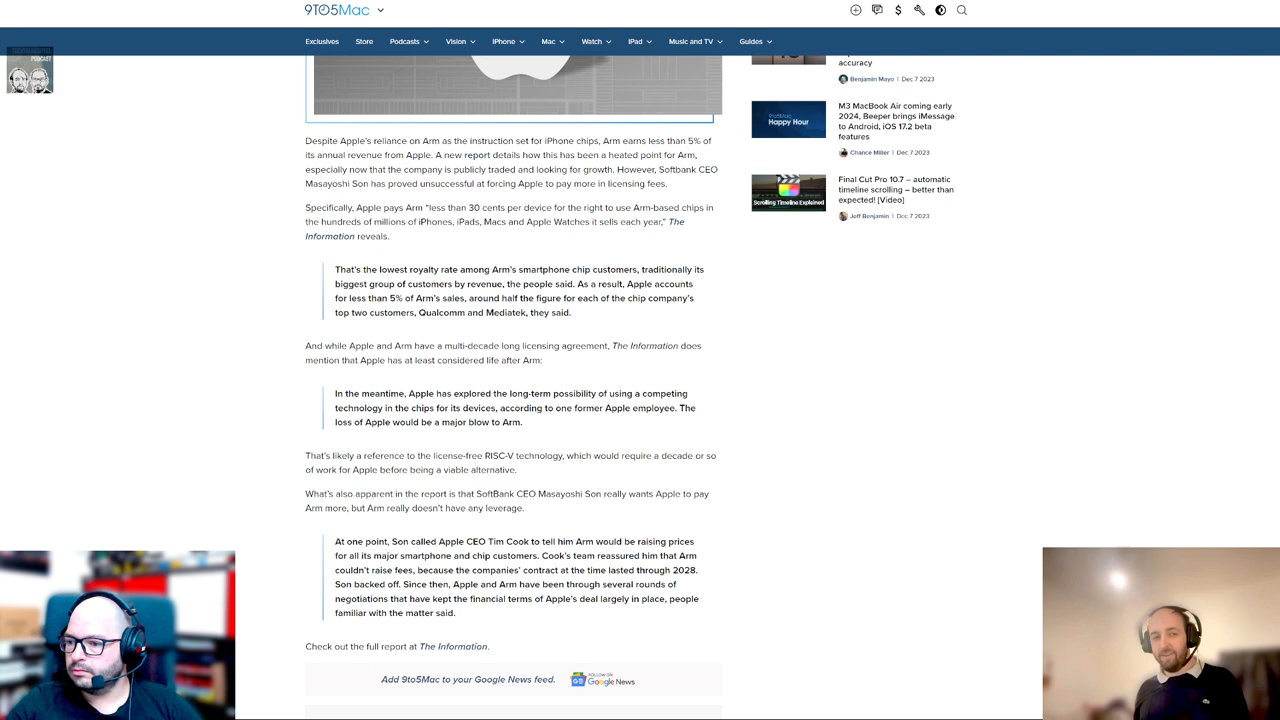 9TO5Mac
Exclusives Store Podcasts Vision iPhone Mac Watch iPad Music and TV Guides
PODCAST
accuracy
Benjamin Mayo | Dec 7 2023
M3 MacBook Air coming early
2024, Beeper brings iMessage
to Android, iOS 17.2 beta
features
Chance Miller | Dec 7 2023
9to5Mac
Happy Hour
Final Cut Pro 10.7 – automatic
timeline scrolling – better than
expected! [Video]
Jeff Benjamin | Dec 7 2023
Scrolling Timeline Explained
Despite Apple's reliance on Arm as the instruction set for iPhone chips, Arm earns less than 5% of
its annual revenue from Apple. A new report details how this has been a heated point for Arm,
especially now that the company is publicly traded and looking for growth. However, Softbank CEO
Masayoshi Son has proved unsuccessful at forcing Apple to pay more in licensing fees.
Specifically, Apple pays Arm "less than 30 cents per device for the right to use Arm-based chips in
the hundreds of millions of iPhones, iPads, Macs and Apple Watches it sells each year," The
Information reveals.
That's the lowest royalty rate among Arm's smartphone chip customers, traditionally its
biggest group of customers by revenue, the people said. As a result, Apple accounts
for less than 5% of Arm's sales, around half the figure for each of the chip company's
top two customers, Qualcomm and Mediatek, they said.
And while Apple and Arm have a multi-decade long licensing agreement, The Information does
mention that Apple has at least considered life after Arm:
In the meantime, Apple has explored the long-term possibility of using a competing
technology in the chips for its devices, according to one former Apple employee. The
loss of Apple would be a major blow to Arm.
That's likely a reference to the license-free RISC-V technology, which would require a decade or so
of work for Apple before being a viable alternative.
What's also apparent in the report is that SoftBank CEO Masayoshi Son really wants Apple to pay
Arm more, but Arm really doesn't have any leverage.
At one point, Son called Apple CEO Tim Cook to tell him Arm would be raising prices
for all its major smartphone and chip customers. Cook's team reassured him that Arm
couldn't raise fees, because the companies' contract at the time lasted through 2028.
Son backed off. Since then, Apple and Arm have been through several rounds of
negotiations that have kept the financial terms of Apple's deal largely in place, people
familiar with the matter said.
Check out the full report at The Information.
Add 9to5Mac to your Google News feed. FOLLOW ON
Google News